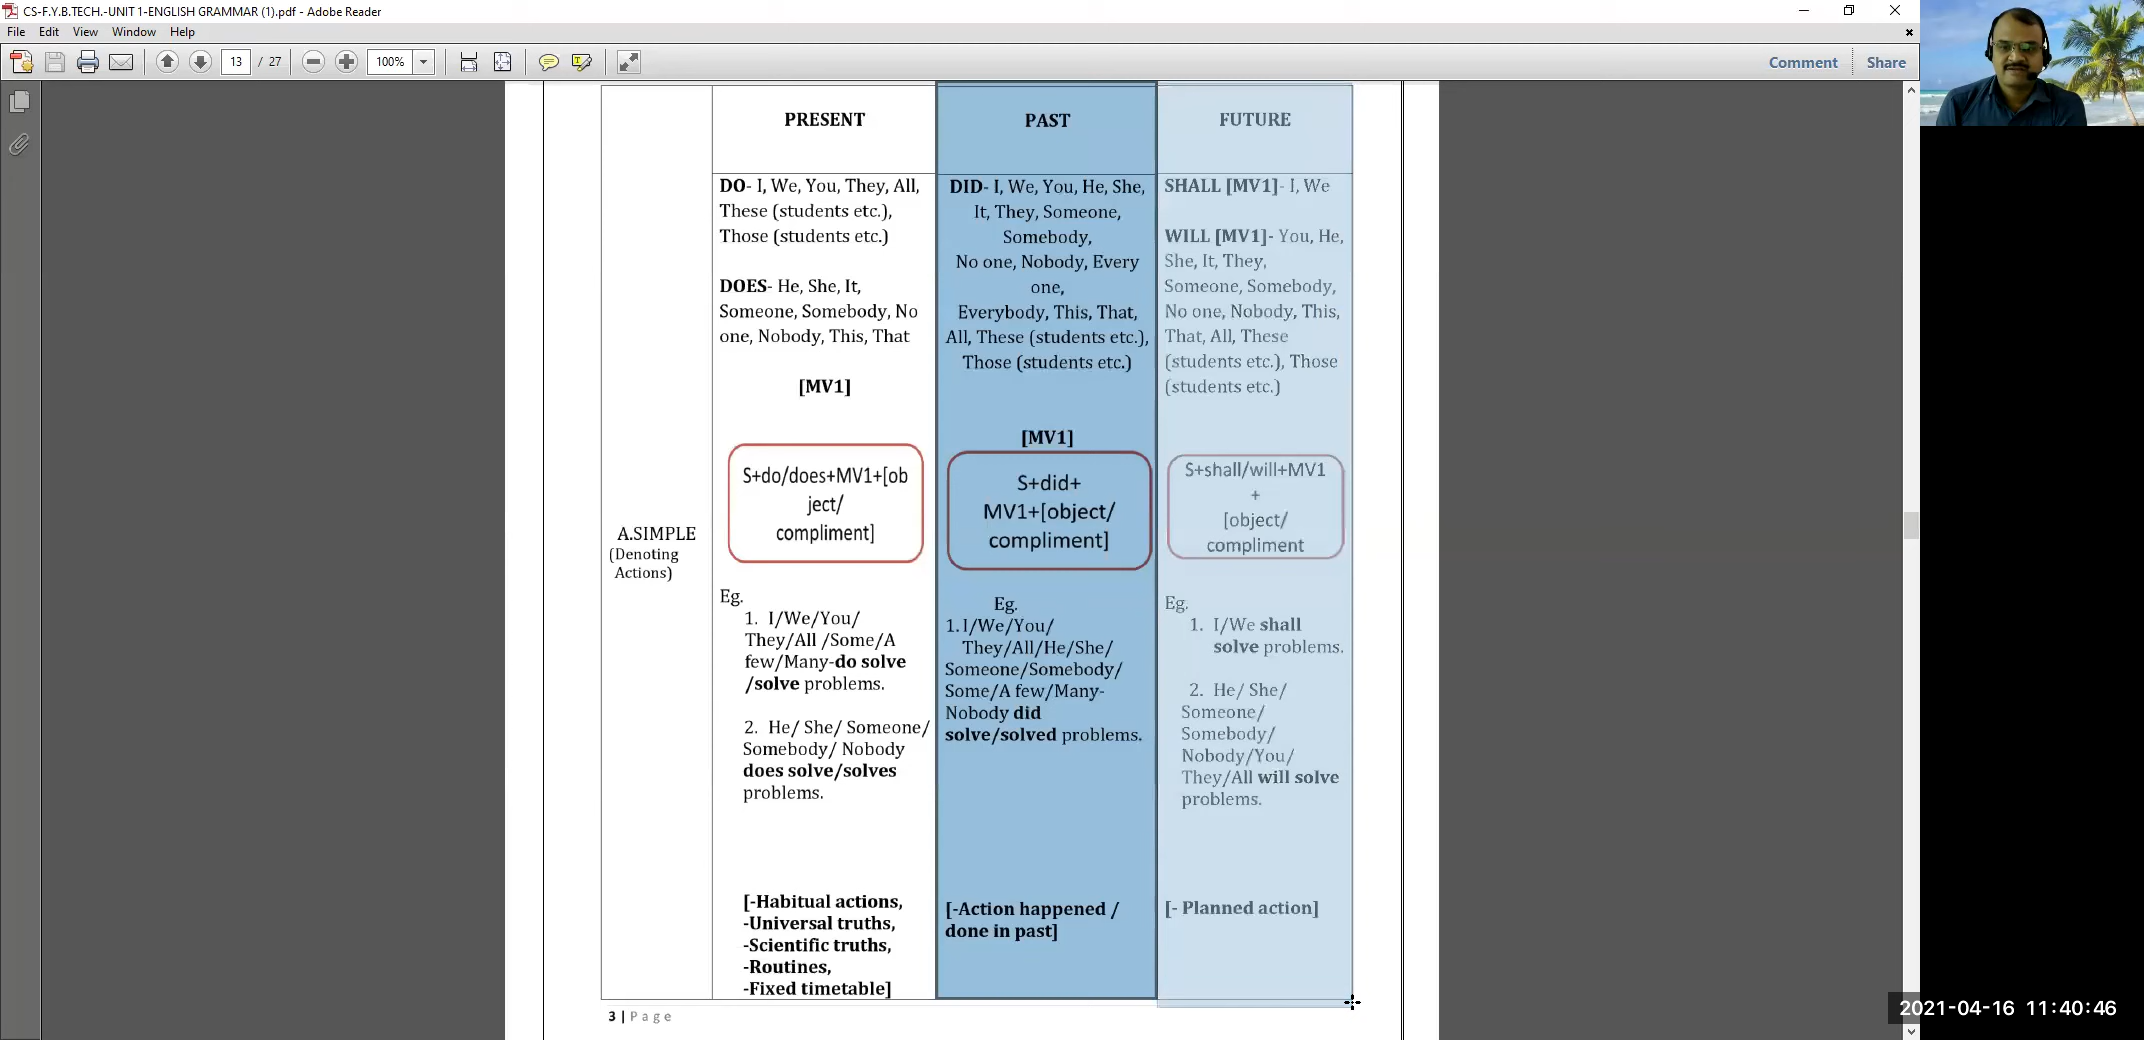 CS-F.Y.B.TECH.-UNIT 1-ENGLISH GRAMMAR (1).pdf - Adobe Reader
File Edit View Window Help
13 / 27 100% Comment Share
PRESENT
DO- I, We, You, They, All,
These (students etc.),
Those (students etc.)
DOES- He, She, It,
Someone, Somebody, No
one, Nobody, This, That
[MV1]
S+do/does+MV1+[ob
ject/
compliment]
Eg.
1. I/We/You/
They/All /Some/A
few/Many-do solve
/solve problems.
2. He/ She/ Someone/
Somebody/ Nobody
does solve/solves
problems.
[-Habitual actions,
-Universal truths,
-Scientific truths,
-Routines,
-Fixed timetable]
PAST
DID- I, We, You, He, She,
It, They, Someone,
Somebody,
No one, Nobody, Every
one,
Everybody, This, That,
All, These (students etc.),
Those (students etc.)
[MV1]
S+did+
MV1+[object/
compliment]
Eg.
1. I/We/You/
They/All/He/She/
Someone/Somebody/
Some/A few/Many-
Nobody did
solve/solved problems.
[-Action happened /
done in past]
FUTURE
SHALL [MV1]- I, We
WILL [MV1]- You, He,
She, It, They,
Someone, Somebody,
No one, Nobody, This,
That, All, These
(students etc.), Those
(students etc.)
S+shall/will+MV1
+
[object/
compliment
Eg.
1. I/We shall
solve problems.
2. He/ She/
Someone/
Somebody/
Nobody/You/
They/All will solve
problems.
[- Planned action]
A.SIMPLE
(Denoting
Actions)
3 | Page
2021-04-16 11:40:46